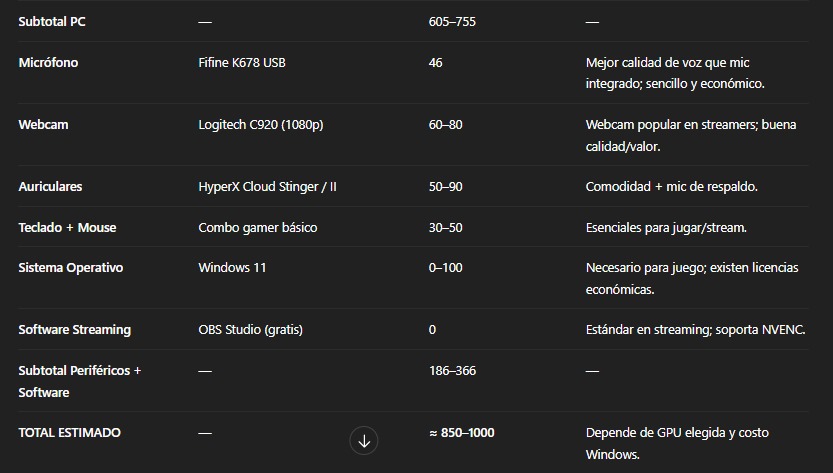 Subtotal PC — 605–755 —
Micrófono Fifine K678 USB 46 Mejor calidad de voz que mic
integrado; sencillo y económico.
Webcam Logitech C920 (1080p) 60–80 Webcam popular en streamers; buena
calidad/valor.
Auriculares HyperX Cloud Stinger / II 50–90 Comodidad + mic de respaldo.
Teclado + Mouse Combo gamer básico 30–50 Esenciales para jugar/stream.
Sistema Operativo Windows 11 0–100 Necesario para juego; existen licencias
económicas.
Software Streaming OBS Studio (gratis) 0 Estándar en streaming; soporta NVENC.
Subtotal Periféricos + — 186–366 —
Software
TOTAL ESTIMADO — ≈ 850–1000 Depende de GPU elegida y costo
Windows.